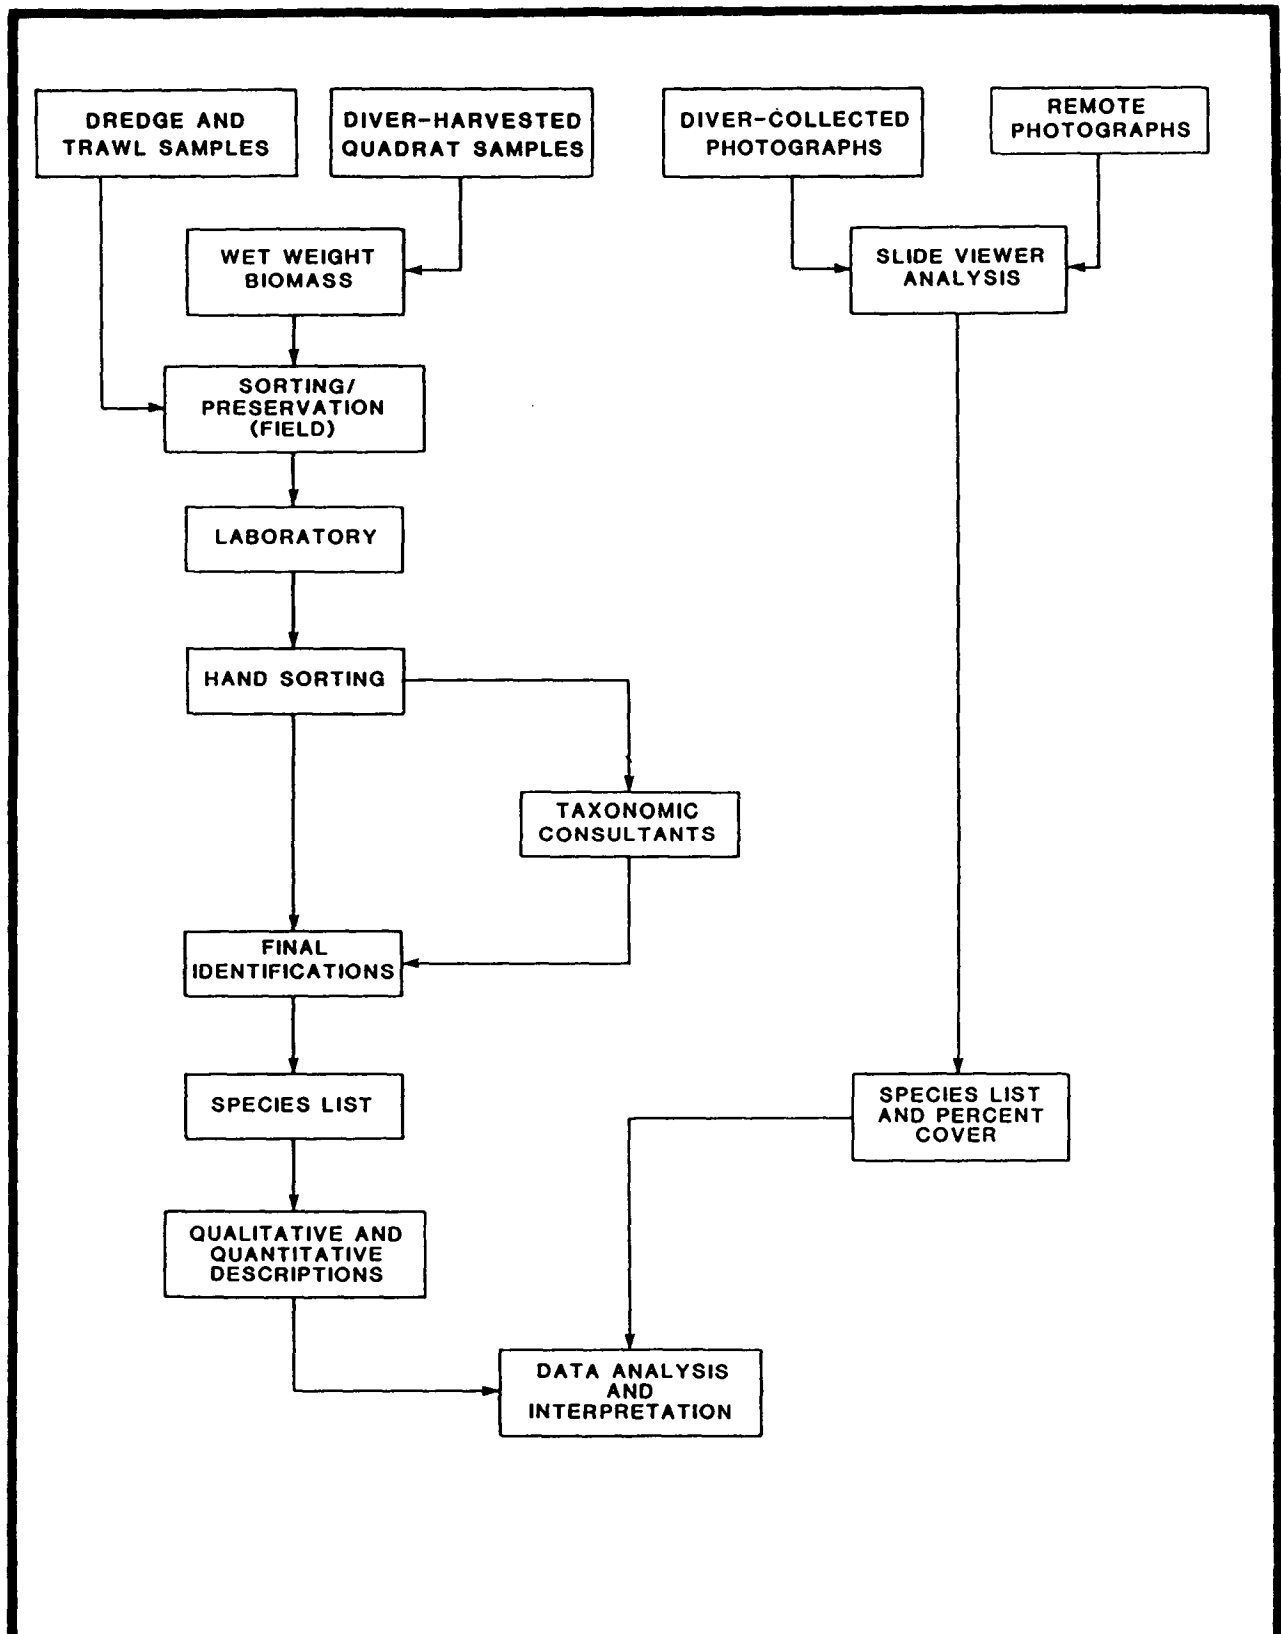 DREDGE AND
TRAWL SAMPLES
DIVER-HARVESTED
QUADRAT SAMPLES
DIVER-COLLECTED
PHOTOGRAPHS
REMOTE
PHOTOGRAPHS
WET WEIGHT
BIOMASS
SLIDE VIEWER
ANALYSIS
SORTING/
PRESERVATION
(FIELD)
LABORATORY
HAND SORTING
TAXONOMIC
CONSULTANTS
FINAL
IDENTIFICATIONS
SPECIES LIST
SPECIES LIST
AND PERCENT
COVER
QUALITATIVE AND
QUANTITATIVE
DESCRIPTIONS
DATA ANALYSIS
AND
INTERPRETATION